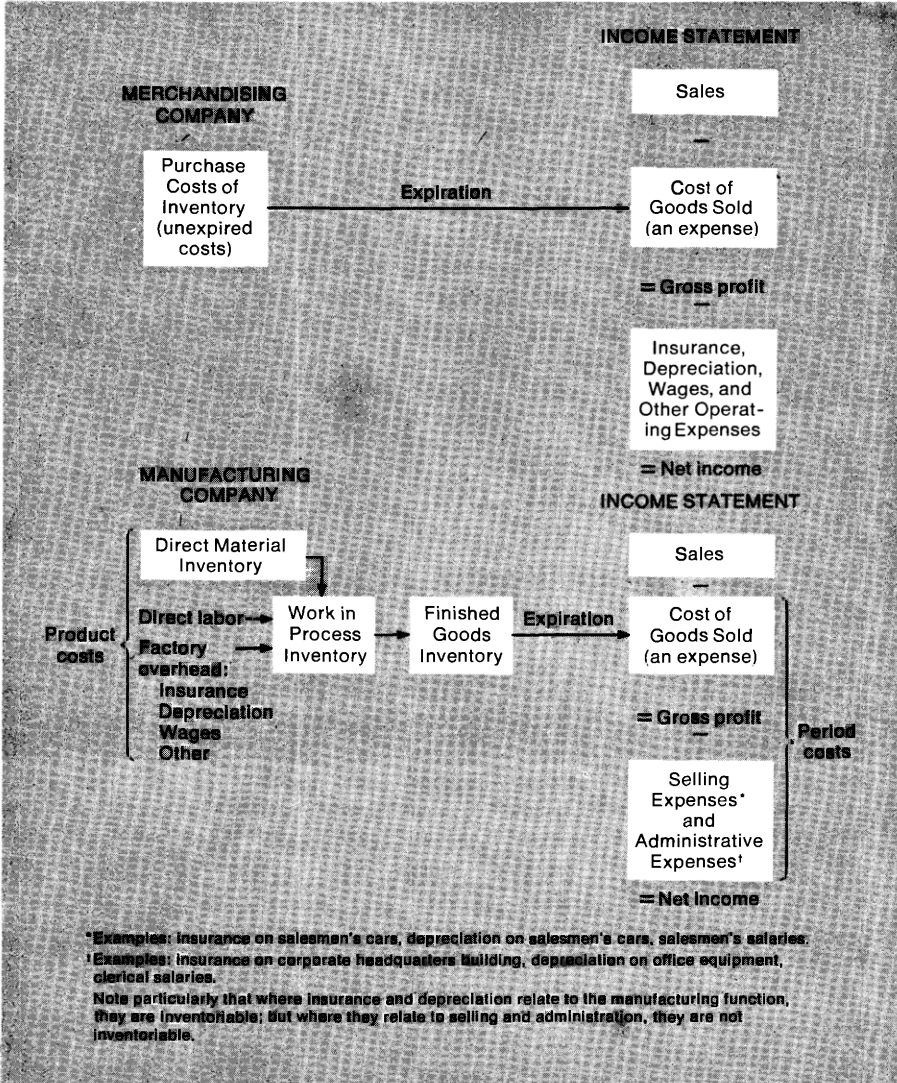 INCOME STATEMENT
MERCHANDISING
COMPANY
Sales
—
Purchase
Costs of
Inventory
(unexpired
costs)
Expiration
Cost of
Goods Sold
(an expense)
= Gross profit
—
Insurance,
Depreciation,
Wages, and
Other Operat-
ing Expenses
= Net income
MANUFACTURING
COMPANY
INCOME STATEMENT
Product
costs
Direct Material
Inventory
Direct labor
Factory
overhead:
Insurance
Depreciation
Wages
Other
Work in
Process
Inventory
Finished
Goods
Inventory
Expiration
Sales
—
Cost of
Goods Sold
(an expense)
= Gross profit
—
Selling
Expenses*
and
Administrative
Expenses†
= Net income
Period
costs
*Examples: insurance on salesmen's cars, depreciation on salesmen's cars, salesmen's salaries.
†Examples: insurance on corporate headquarters building, depreciation on office equipment,
clerical salaries.
Note particularly that where insurance and depreciation relate to the manufacturing function,
they are inventoriable; but where they relate to selling and administration, they are not
inventoriable.